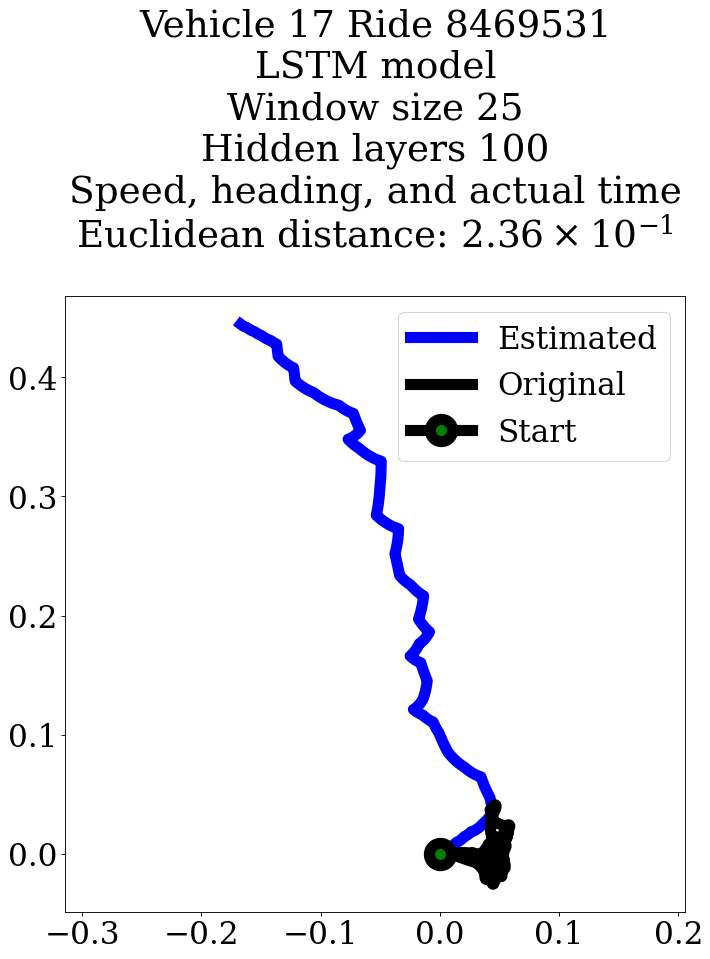 Vehicle 17 Ride 8469531
LSTM model
Window size 25
Hidden layers 100
Speed, heading, and actual time
Euclidean distance: 2.36 × 10⁻¹
Estimated
Original
Start
0.4
0.3
0.2
0.1
0.0
−0.3 −0.2 −0.1 0.0 0.1 0.2